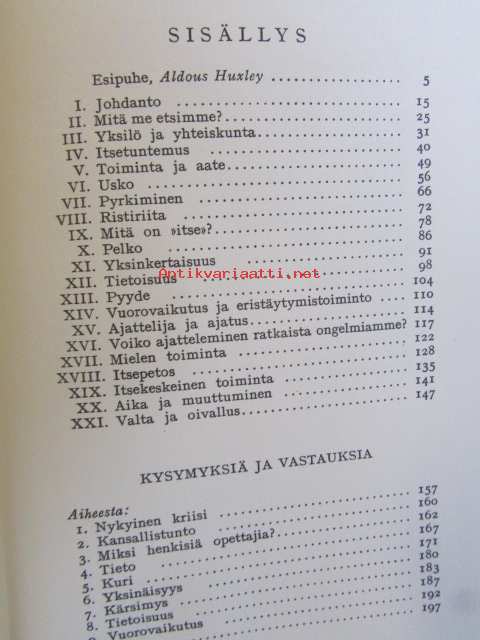 SISÄLLYS
Esipuhe, Aldous Huxley .................. 5
I. Johdanto .................. 15
II. Mitä me etsimme? .................. 25
III. Yksilö ja yhteiskunta .................. 31
IV. Itsetuntemus .................. 40
V. Toiminta ja aate .................. 49
VI. Usko .................. 56
VII. Pyrkiminen .................. 66
VIII. Ristiriita .................. 72
IX. Mitä on »itse»? .................. 78
X. Pelko .................. 86
XI. Yksinkertaisuus .................. 91
XII. Tietoisuus .................. 98
Antikvariaatti.net
XIII. Pyyde .................. 104
XIV. Vuorovaikutus ja eristäytymistoiminto .... 110
XV. Ajattelija ja ajatus .................. 114
XVI. Voiko ajatteleminen ratkaista ongelmiamme? 117
XVII. Mielen toiminta .................. 122
XVIII. Itsepetos .................. 128
XIX. Itsekeskeinen toiminta .................. 135
XX. Aika ja muuttuminen .................. 141
XXI. Valta ja oivallus .................. 147
KYSYMYKSIÄ JA VASTAUKSIA
Aiheesta:
1. Nykyinen kriisi .................. 157
2. Kansallistunto .................. 160
3. Miksi henkisiä opettajia? .................. 162
4. Tieto .................. 167
5. Kuri .................. 171
6. Yksinäisyys .................. 180
7. Kärsimys .................. 183
8. Tietoisuus .................. 187
9. Vuorovaikutus .................. 192
197